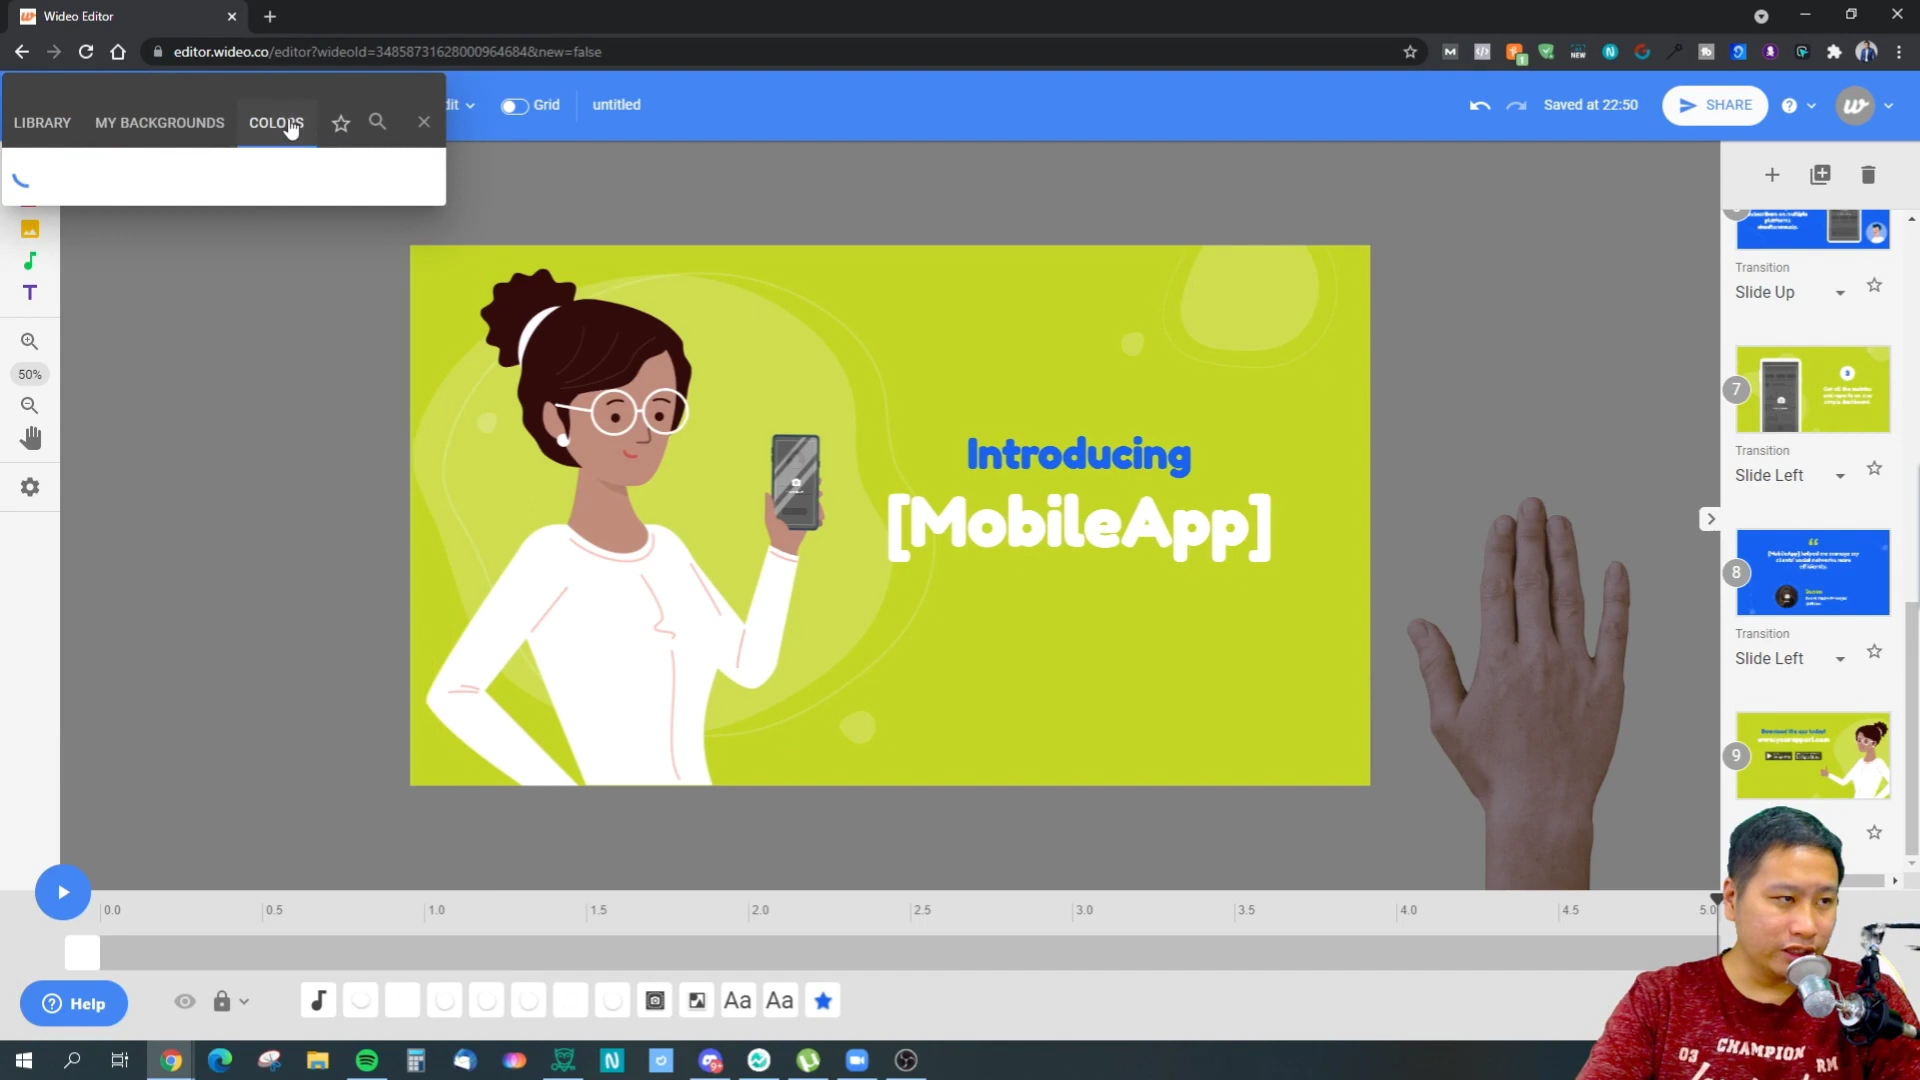 Wideo Editor
editor.wideo.co/editor?wideoId=34858731628000964684&new=false
LIBRARY MY BACKGROUNDS COLORS
Grid
untitled
Saved at 22:50
SHARE
50%
Introducing
[MobileApp]
Transition
Slide Up
7
Transition
Slide Left
8
Transition
Slide Left
9
0.0 0.5 1.0 1.5 2.0 2.5 3.0 3.5 4.0 4.5 5.0
Help
Aa Aa
03 CHAMPION RM